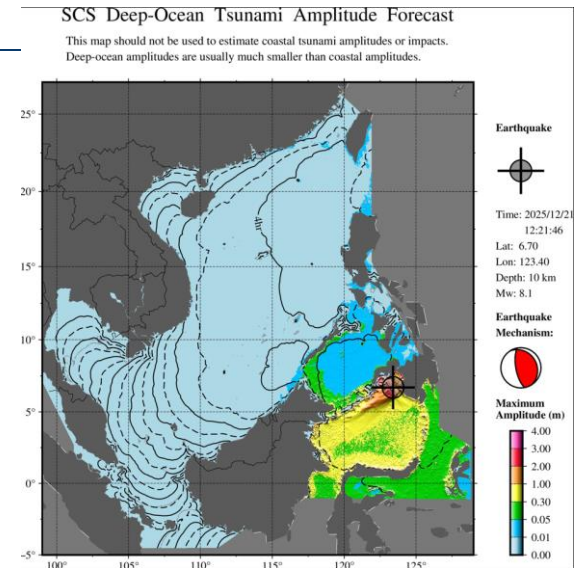 SCS Deep-Ocean Tsunami Amplitude Forecast
This map should not be used to estimate coastal tsunami amplitudes or impacts.
Deep-ocean amplitudes are usually much smaller than coastal amplitudes.
25°
20°
15°
10°
5°
0°
-5°
100°
105°
110°
115°
120°
125°
4hr
Earthquake
Time: 2025/12/21
12:21:46
Lat: 6.70
Lon: 123.40
Depth: 10 km
Mw: 8.1
Earthquake
Mechanism:
Maximum
Amplitude (m)
4.00
3.00
2.00
1.00
0.30
0.05
0.01
0.00